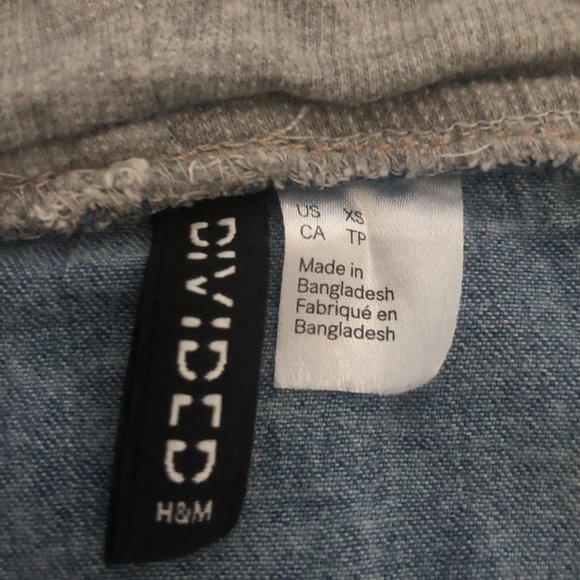 DIVIDED
H&M
US XS
CA TP
Made in
Bangladesh
Fabriqué en
Bangladesh